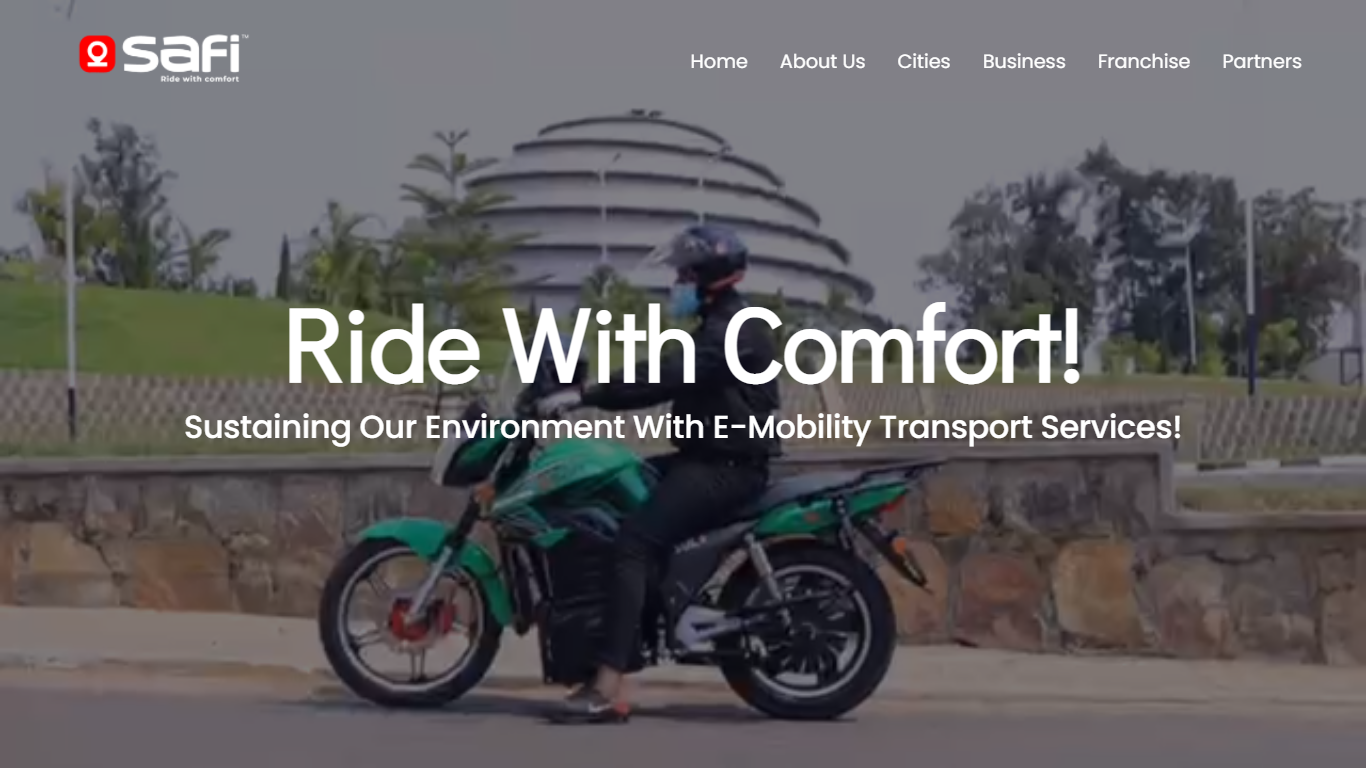 safi™
Ride with comfort
Home About Us Cities Business Franchise Partners
Ride With Comfort!
Sustaining Our Environment With E-Mobility Transport Services!